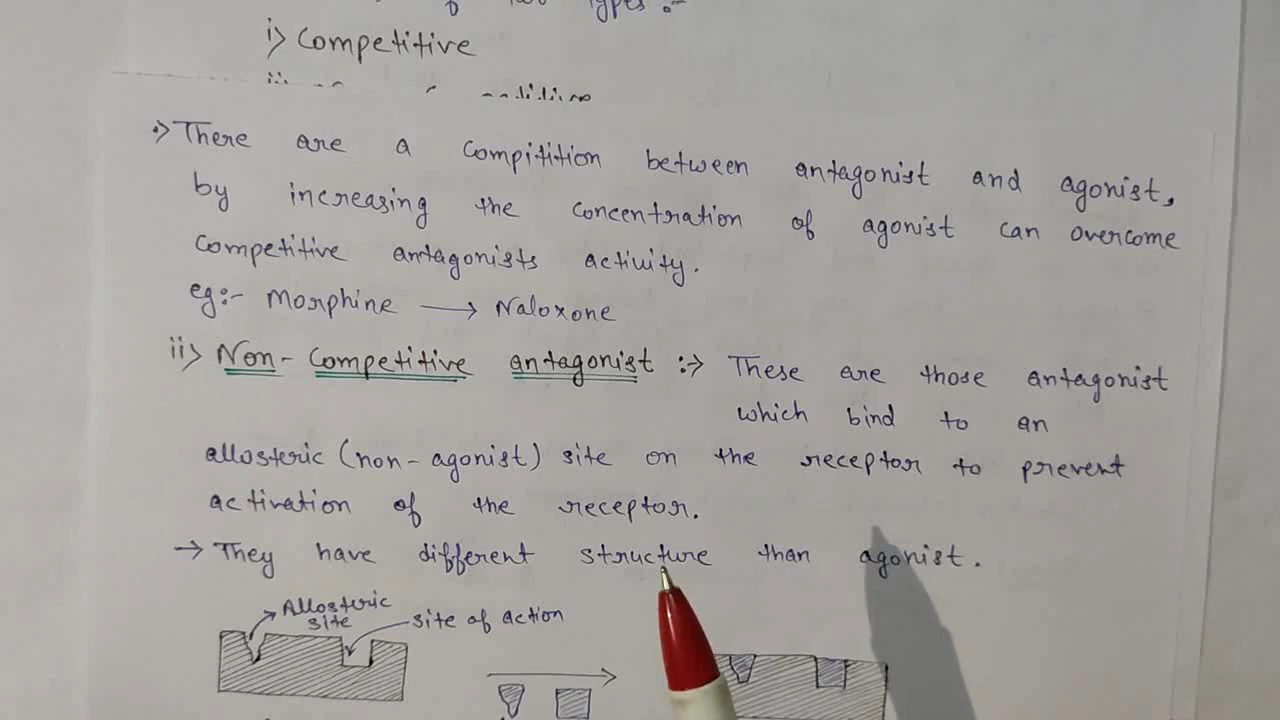 types :-
i> Competitive
•> There are a compitition between antagonist and agonist,
by increasing the concentration of agonist can overcome
competitive antagonists activity.
eg:- Morphine → Naloxone
ii> Non-Competitive antagonist :→ These are those antagonist
which bind to an
allosteric (non-agonist) site on the receptor to prevent
activation of the receptor.
→ They have different structure than agonist.
Allosteric
site
site of action